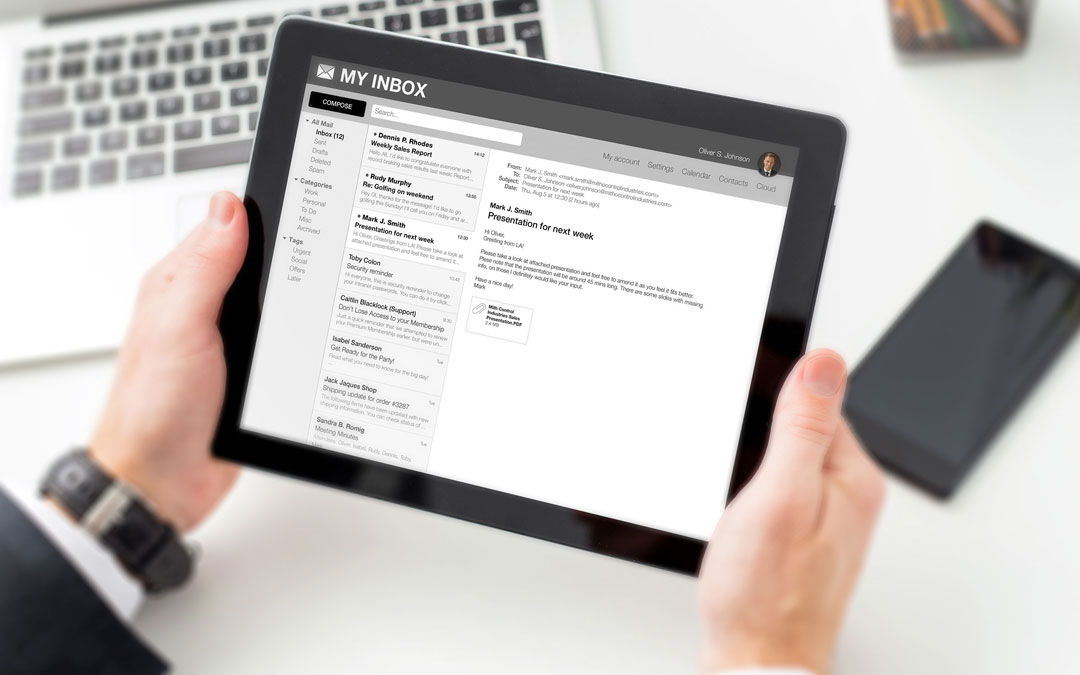 MY INBOX
COMPOSE
Search...
Oliver S. Johnson
My account
Settings
Calendar
Contacts
Cloud
All Mail
Inbox (12)
Sent
Drafts
Deleted
Spam
Categories
Work
Personal
To Do
Misc
Archived
Tags
Urgent
Social
Offers
Later
Dennis P. Rhodes
14:12
Weekly Sales Report
Hello All, I'd like to congratulate everyone with
record breaking sales results last week! Report...
Rudy Murphy
13:55
Re: Golfing on weekend
Hey Ol, thanks for the message. I'd like to go
golfing the Sunday! I'll call you on Friday and ar...
Mark J. Smith
12:30
Presentation for next week
Hi Oliver, Greetings from LA! Please take a look at
attached presentation and feel free to amend it...
Toby Colon
10:43
Security reminder
Hi everyone, this is security reminder to change
your Intranet passwords. You can do it by click...
Caitlin Blacklock (Support)
9:30
Don't Lose Access to your Membership
Just a quick reminder that we attempted to renew
your Premium Membership earlier, but were un...
Isabel Sanderson
Tue
Get Ready for the Party!
Read what you need to know for the big day!
Jack Jaques Shop
Tue
Shipping update for order #3287
The following items have been updated with new
shipping information. You can check status of ...
Sandra B. Romig
Tue
Meeting Minutes
Attendees: Oliver, Isabel, Rudy, Dennis, Toby
From: Mark J. Smith <mark.smith@smithcontrolindustries.com>
To: Oliver S. Johnson <oliver.johnson@smithcontrolindustries.com>
Subject: Presentation for next week
Date: Thu, Aug 5 at 12:30 (2 hours ago)
Mark J. Smith
Presentation for next week
Hi Oliver,
Greeting from LA!
Please take a look at attached presentation and feel free to amend it as you feel it fits better.
Plese note that the presentation will be around 45 mins long. There are some slides with missing
info, on those I definitely would like your input.
Have a nice day!
Mark
Milth Control
Industries Sales
Presentation.PDF
2.4 MB